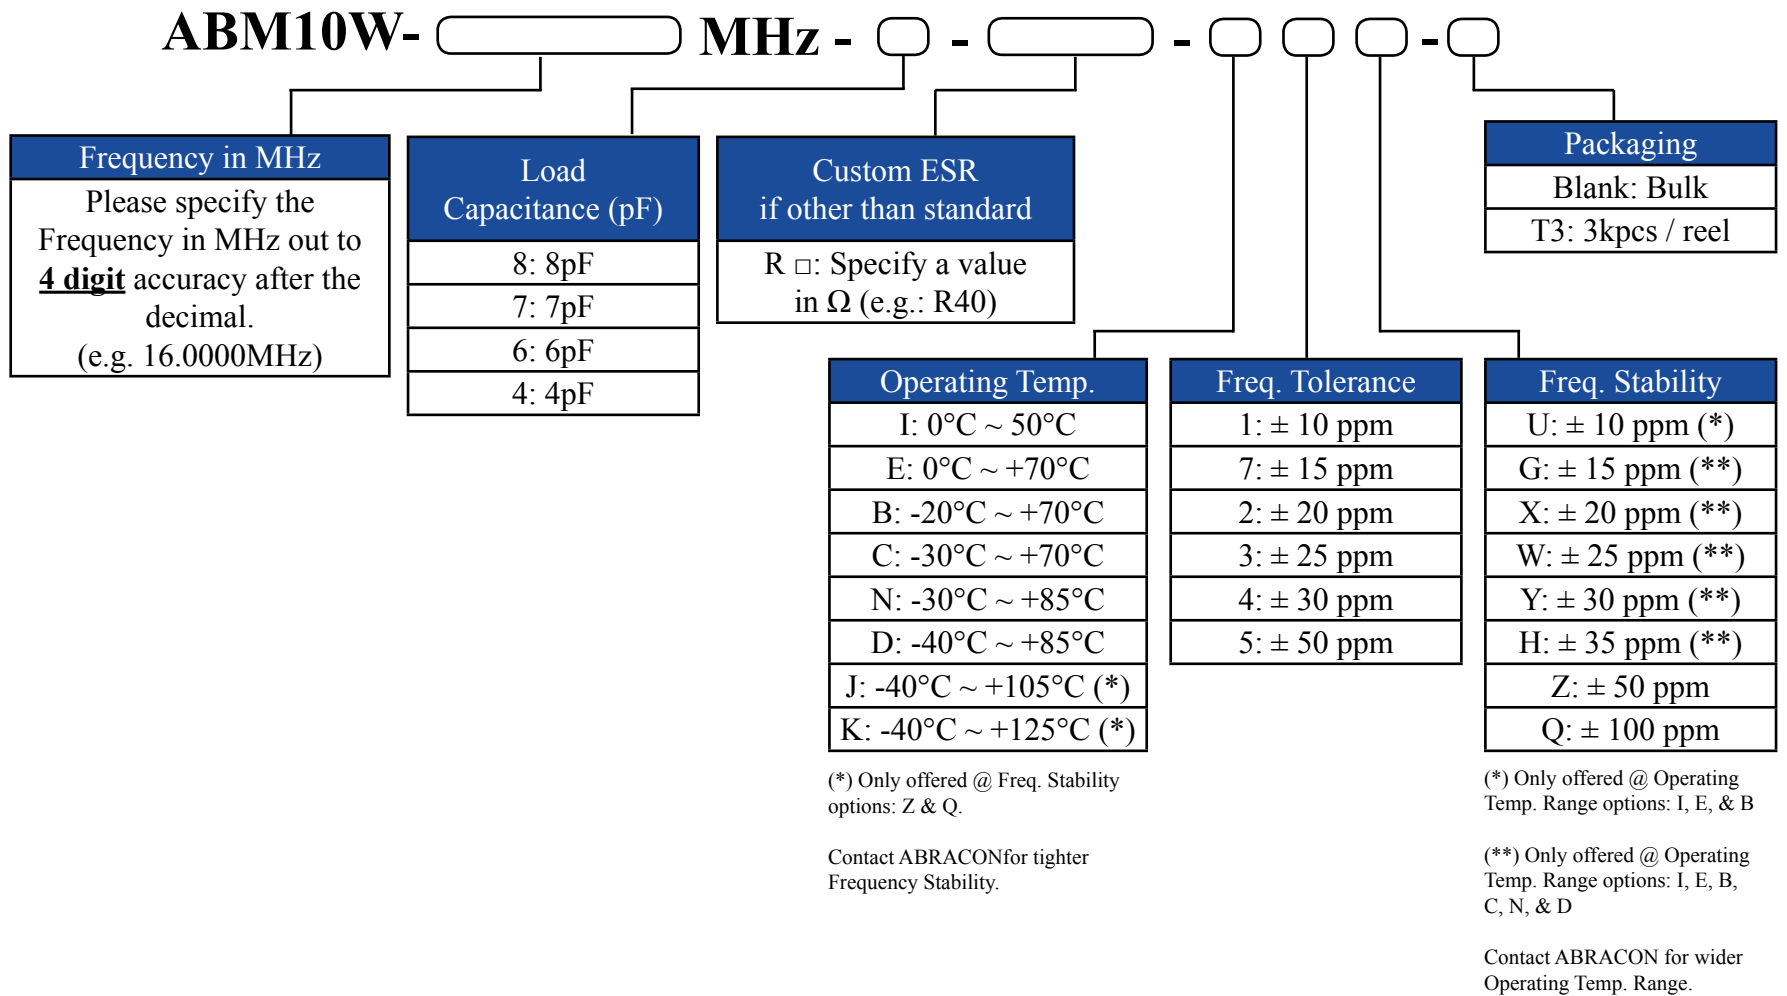 ABM10W- MHz - - - -
Frequency in MHz
Please specify the
Frequency in MHz out to
4 digit accuracy after the
decimal.
(e.g. 16.0000MHz)
Load
Capacitance (pF)
8: 8pF
7: 7pF
6: 6pF
4: 4pF
Custom ESR
if other than standard
R □: Specify a value
in Ω (e.g.: R40)
Packaging
Blank: Bulk
T3: 3kpcs / reel
Operating Temp.
I: 0°C ~ 50°C
E: 0°C ~ +70°C
B: -20°C ~ +70°C
C: -30°C ~ +70°C
N: -30°C ~ +85°C
D: -40°C ~ +85°C
J: -40°C ~ +105°C (*)
K: -40°C ~ +125°C (*)
(*) Only offered @ Freq. Stability
options: Z & Q.
Contact ABRACONfor tighter
Frequency Stability.
Freq. Tolerance
1: ± 10 ppm
7: ± 15 ppm
2: ± 20 ppm
3: ± 25 ppm
4: ± 30 ppm
5: ± 50 ppm
Freq. Stability
U: ± 10 ppm (*)
G: ± 15 ppm (**)
X: ± 20 ppm (**)
W: ± 25 ppm (**)
Y: ± 30 ppm (**)
H: ± 35 ppm (**)
Z: ± 50 ppm
Q: ± 100 ppm
(*) Only offered @ Operating
Temp. Range options: I, E, & B
(**) Only offered @ Operating
Temp. Range options: I, E, B,
C, N, & D
Contact ABRACON for wider
Operating Temp. Range.